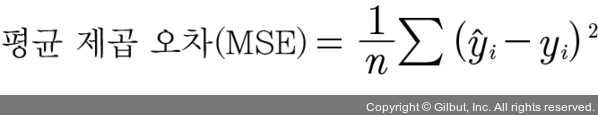 평균 제곱 오차(MSE) = 1/n ∑ (ŷᵢ − yᵢ)²
Copyright © Gilbut, Inc. All rights reserved.